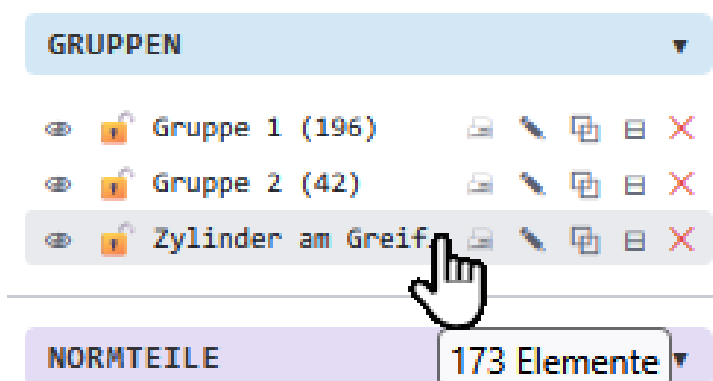 GRUPPEN
Gruppe 1 (196)
Gruppe 2 (42)
Zylinder am Greif
NORMTEILE
173 Elemente